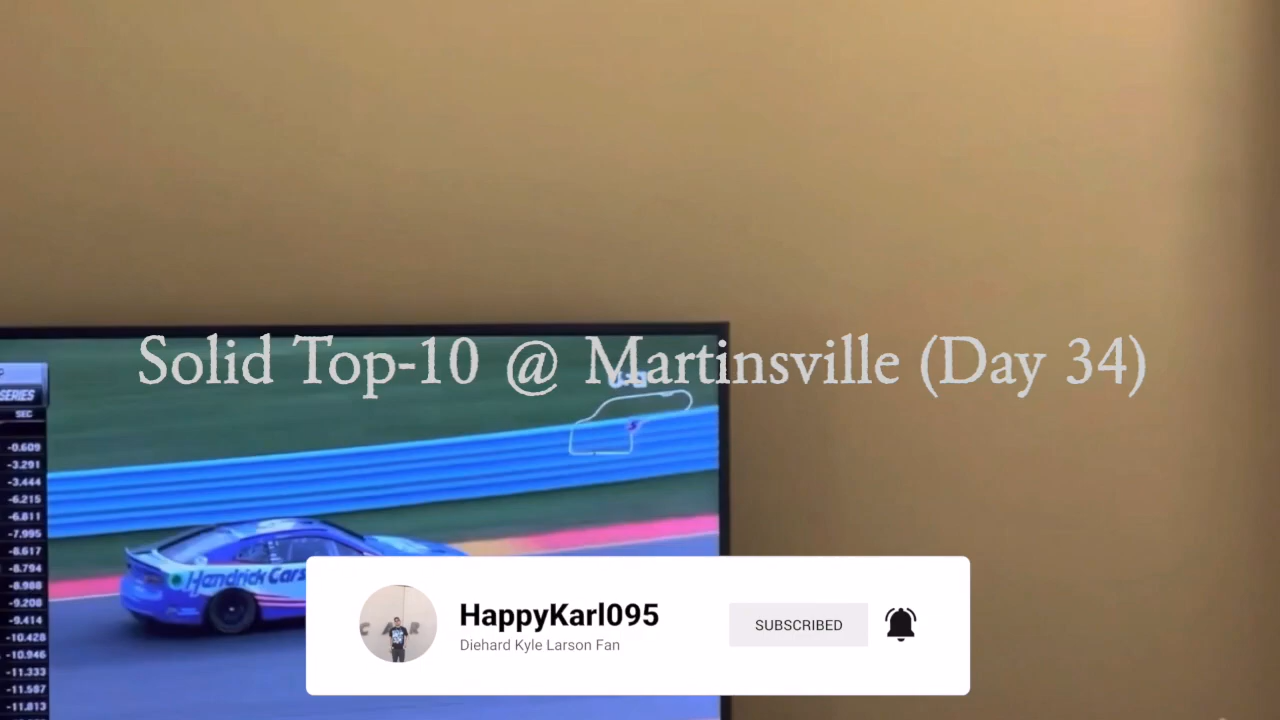 Solid Top-10 @ Martinsville (Day 34)
SERIES
SEC
-0.609
-3.291
-3.444
-6.215
-6.811
-7.995
-8.617
-8.794
-8.988
-9.208
-9.414
-10.428
-10.946
-11.333
-11.587
-11.813
Hendrick Cars
HappyKarl095
Diehard Kyle Larson Fan
SUBSCRIBED